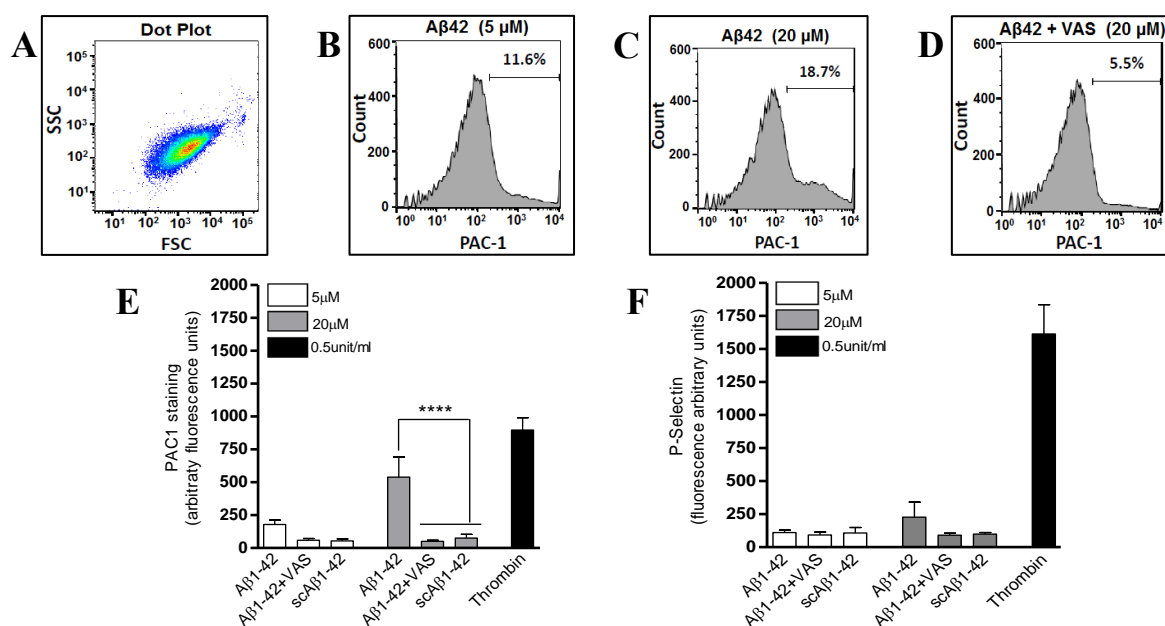 A
Dot Plot
SSC
10⁵
10⁴
10³
10²
10¹
10¹ 10² 10³ 10⁴ 10⁵
FSC
B
Aβ42 (5 µM)
11.6%
Count
600
400
200
0
10⁰ 10¹ 10² 10³ 10⁴
PAC-1
C
Aβ42 (20 µM)
18.7%
Count
600
400
200
0
10⁰ 10¹ 10² 10³ 10⁴
PAC-1
D
Aβ42 + VAS (20 µM)
5.5%
Count
600
400
200
0
10⁰ 10¹ 10² 10³ 10⁴
PAC-1
E
PAC1 staining
(arbitraty fluorescence units)
2000
1750
1500
1250
1000
750
500
250
0
5µM
20µM
0.5unit/ml
****
Aβ1-42
Aβ1-42+VAS
scAβ1-42
Aβ1-42
Aβ1-42+VAS
scAβ1-42
Thrombin
F
P-Selectin
(fluorescence arbitrary units)
2000
1750
1500
1250
1000
750
500
250
0
5µM
20µM
0.5unit/ml
Aβ1-42
Aβ1-42+VAS
scAβ1-42
Aβ1-42
Aβ1-42+VAS
scAβ1-42
Thrombin